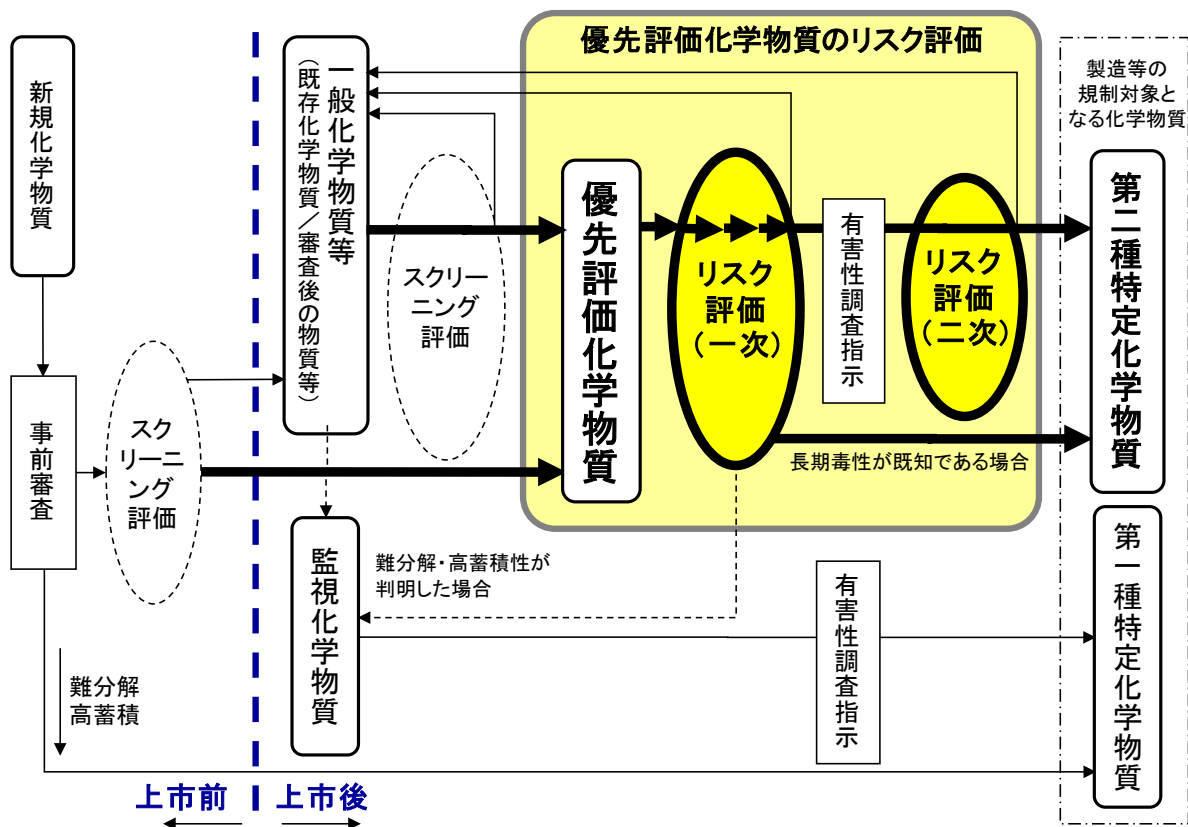 優先評価化学物質のリスク評価
新規化学物質
一般化学物質等
（既存化学物質／審査後の物質等）
製造等の
規制対象と
なる化学物質
スクリー
ニング
評価
優先評価化学物質
リスク
評価
（一次）
有害性調査指示
リスク
評価
（二次）
第二種特定化学物質
事前審査
スク
リーニ
ング
評価
長期毒性が既知である場合
監視化学物質
難分解・高蓄積性が
判明した場合
有害性調査指示
第一種特定化学物質
難分解
高蓄積
上市前
上市後